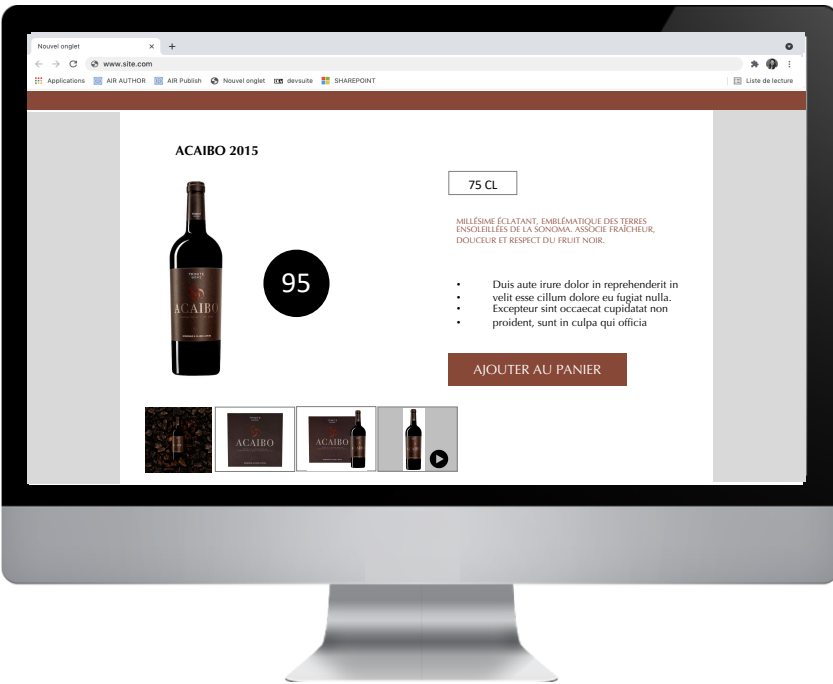 Nouvel onglet
www.site.com
Applications AIR AUTHOR AIR Publish Nouvel onglet devsuite SHAREPOINT Liste de lecture
ACAIBO 2015
75 CL
MILLÉSIME ÉCLATANT, EMBLÉMATIQUE DES TERRES
ENSOLEILLÉES DE LA SONOMA. ASSOCIE FRAÎCHEUR,
DOUCEUR ET RESPECT DU FRUIT NOIR.
ACAIBO
95
• Duis aute irure dolor in reprehenderit in
• velit esse cillum dolore eu fugiat nulla.
• Excepteur sint occaecat cupidatat non
• proident, sunt in culpa qui officia
AJOUTER AU PANIER
ACAIBO
ACAIBO